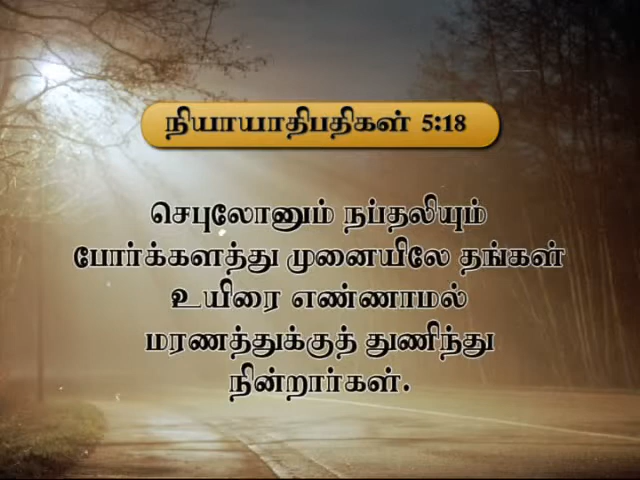 நியாயாதிபதிகள் 5:18
செபுலோனும் நப்தலியும்
போர்க்களத்து முனையிலே தங்கள்
உயிரை எண்ணாமல்
மரணத்துக்குத் துணிந்து
நின்றார்கள்.